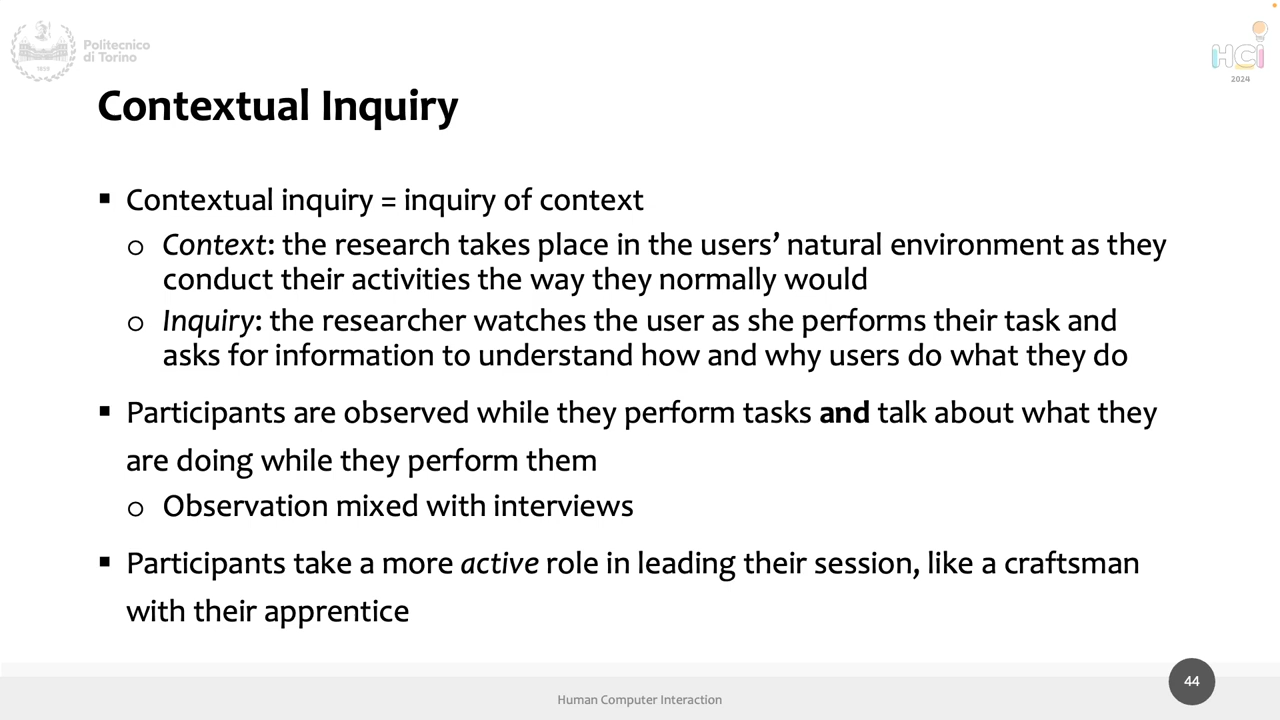 Politecnico
di Torino
1859
HCI
2024
Contextual Inquiry
▪ Contextual inquiry = inquiry of context
o Context: the research takes place in the users’ natural environment as they
conduct their activities the way they normally would
o Inquiry: the researcher watches the user as she performs their task and
asks for information to understand how and why users do what they do
▪ Participants are observed while they perform tasks and talk about what they
are doing while they perform them
o Observation mixed with interviews
▪ Participants take a more active role in leading their session, like a craftsman
with their apprentice
Human Computer Interaction
44